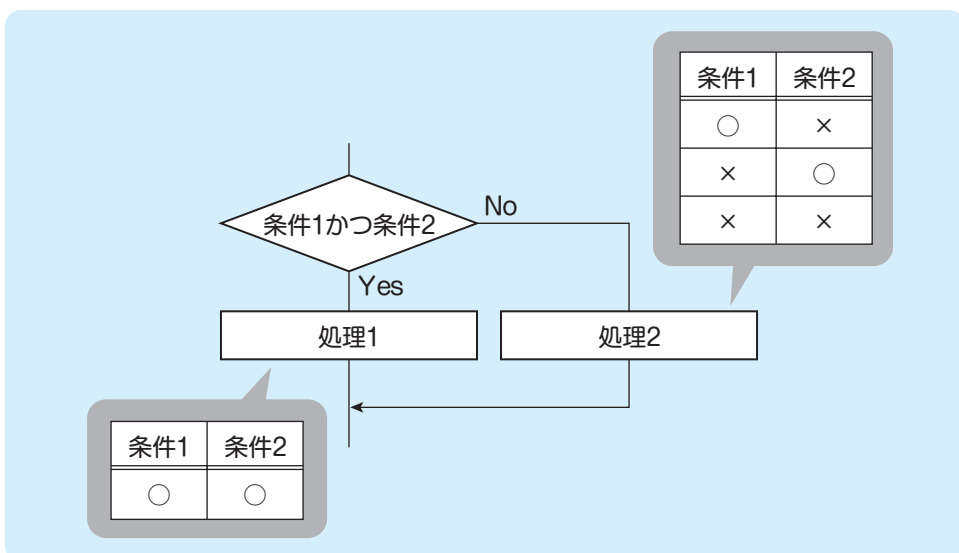 条件1 条件2
○ ×
× ○
× ×
条件1かつ条件2
No
Yes
処理1
処理2
条件1 条件2
○ ○